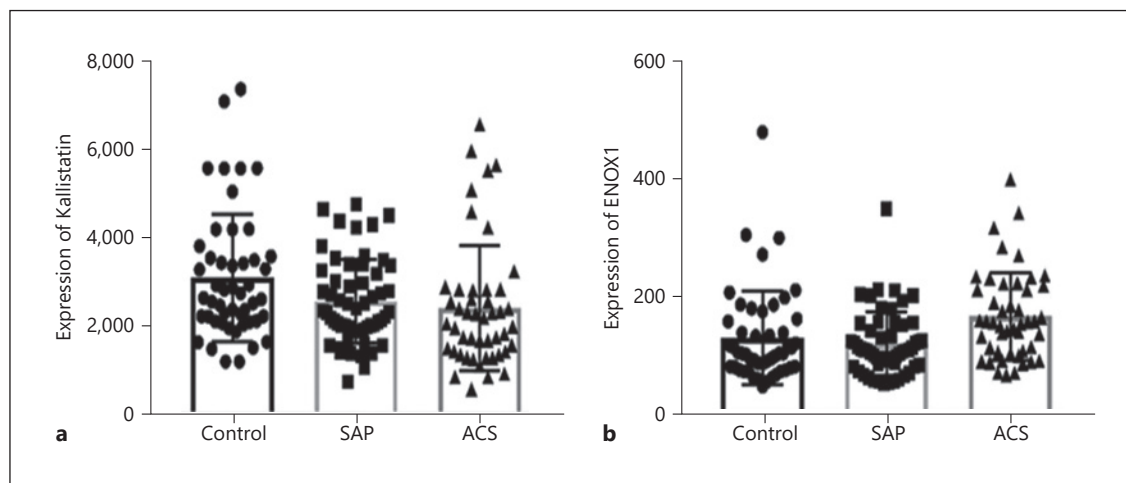 Expression of Kallistatin
8,000
6,000
4,000
2,000
0
Control
SAP
ACS
a
Expression of ENOX1
600
400
200
0
Control
SAP
ACS
b